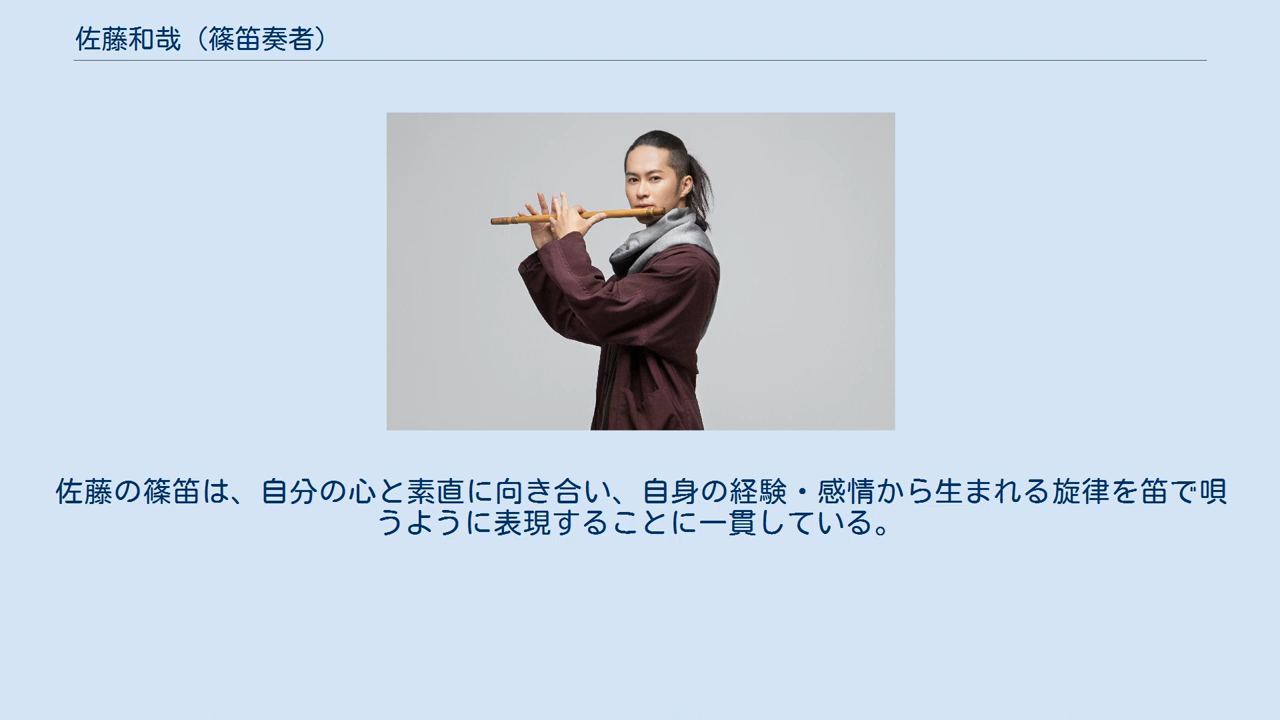 佐藤和哉（篠笛奏者）
佐藤の篠笛は、自分の心と素直に向き合い、自身の経験・感情から生まれる旋律を笛で唄
うように表現することに一貫している。